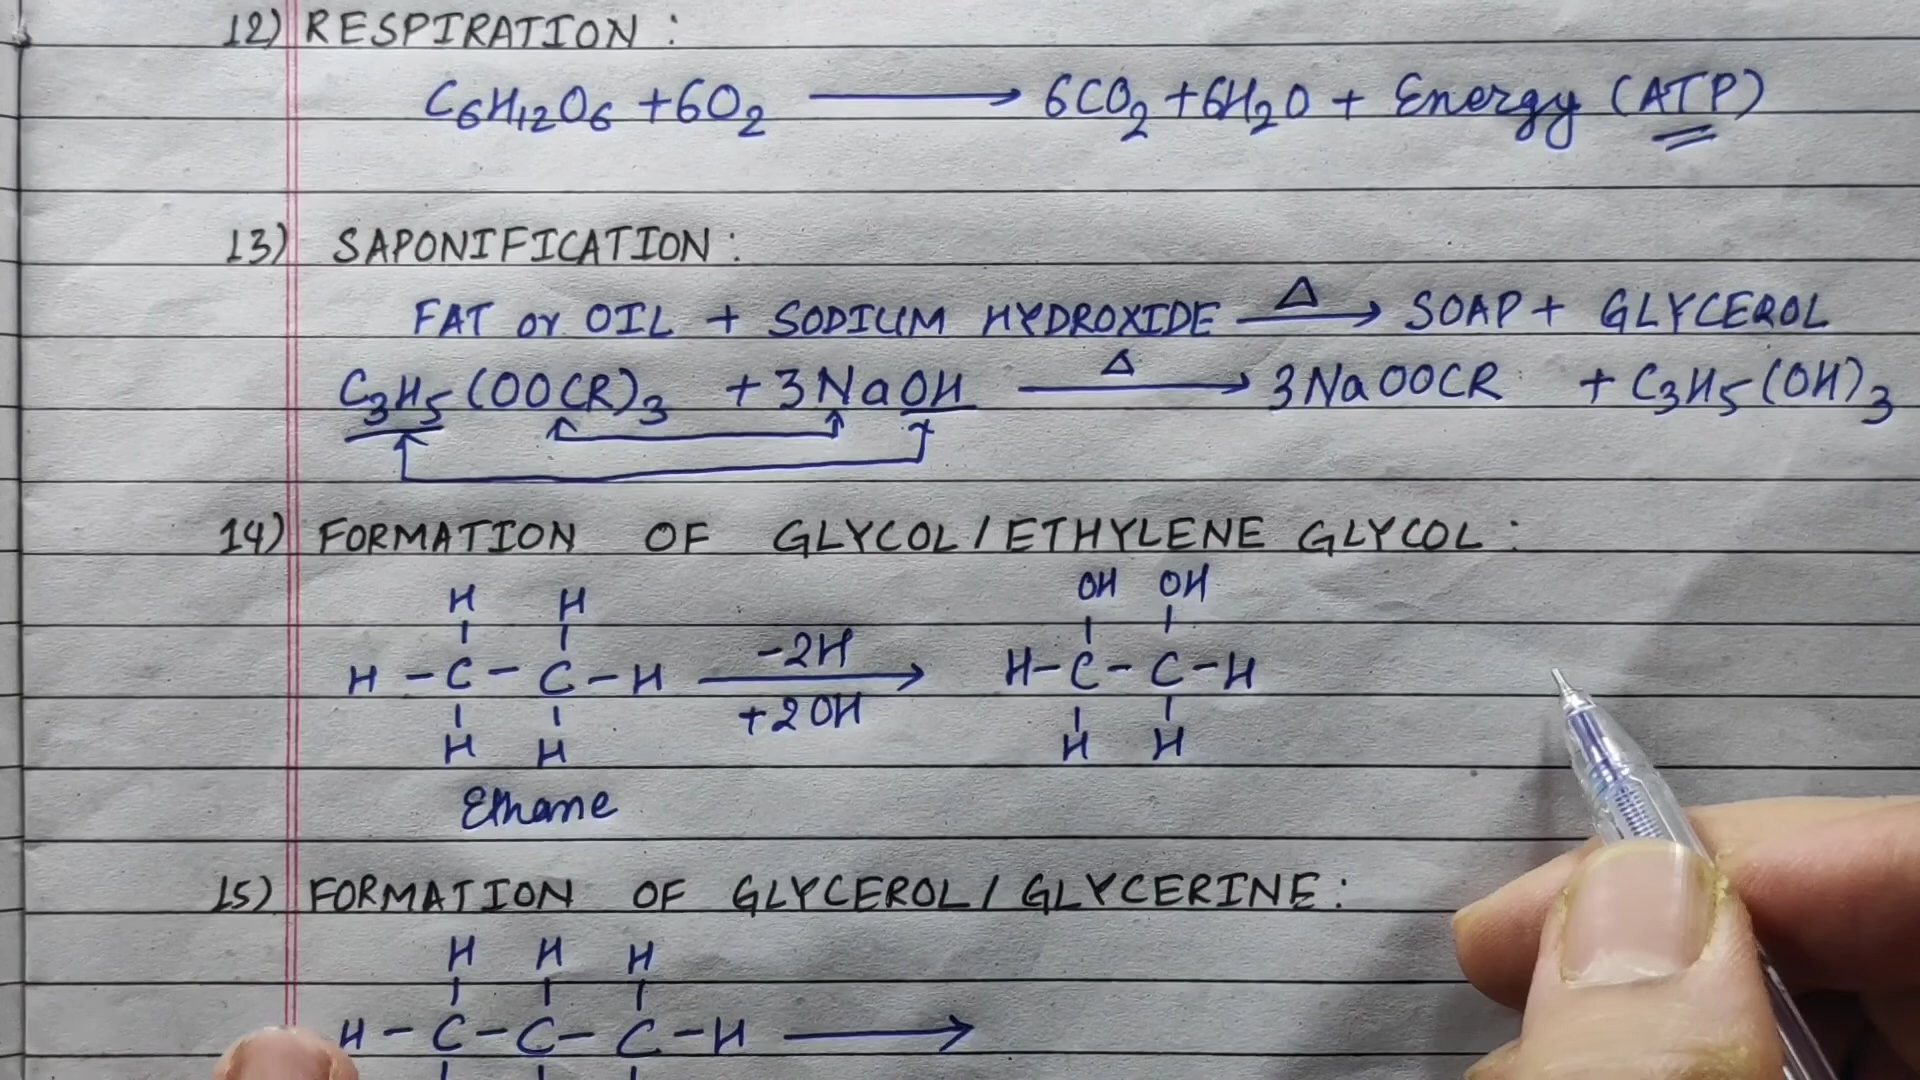 12) RESPIRATION :
C6H12O6 +6O2 ⟶ 6CO2 +6H2O + Energy (ATP)
13) SAPONIFICATION :
FAT or OIL + SODIUM HYDROXIDE Δ⟶ SOAP + GLYCEROL
C3H5 (OOCR)3 + 3NaOH Δ⟶ 3NaOOCR + C3H5 (OH)3
14) FORMATION OF GLYCOL / ETHYLENE GLYCOL :
H H OH OH
H - C - C - H -2H ⟶ +2OH H - C - C - H
H H H H
Ethane
15) FORMATION OF GLYCEROL / GLYCERINE :
H H H
H - C - C - C - H ⟶